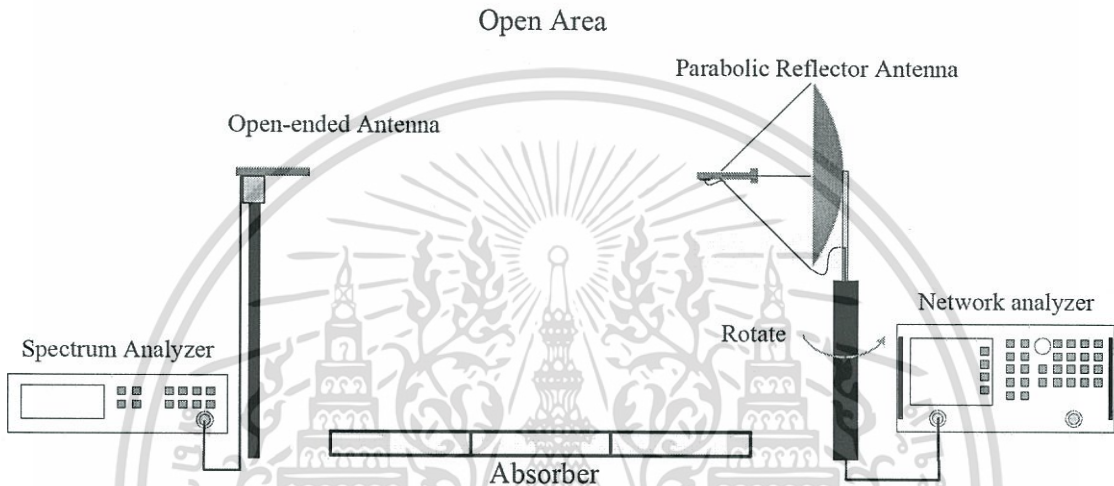 Open Area
Parabolic Reflector Antenna
Open-ended Antenna
Network analyzer
Rotate
Spectrum Analyzer
Absorber